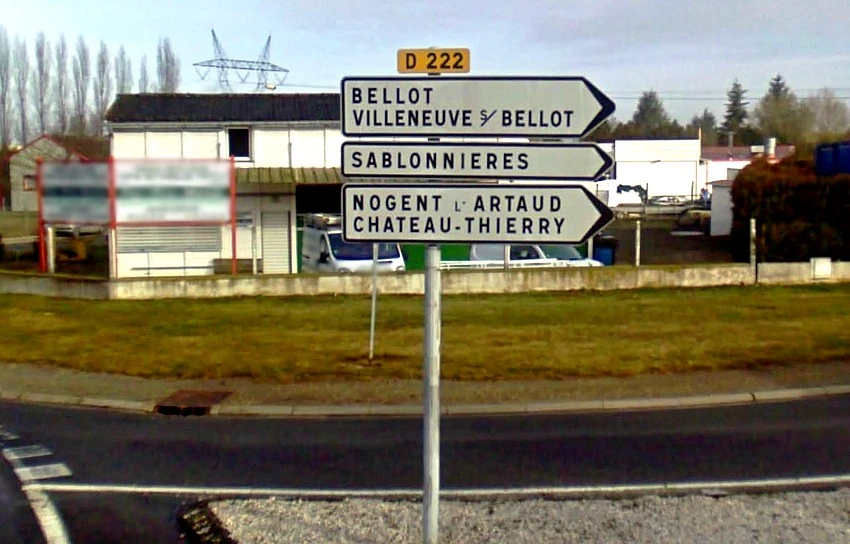 D 222
BELLOT
VILLENEUVE S/ BELLOT
SABLONNIERES
NOGENT L' ARTAUD
CHATEAU-THIERRY